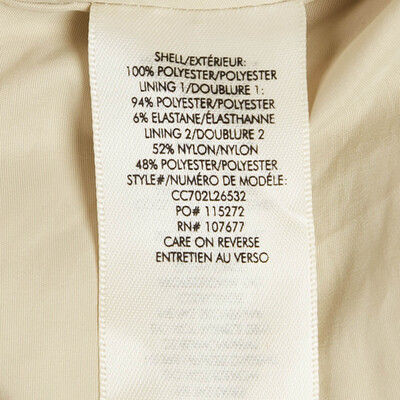 SHELL/EXTÉRIEUR:
100% POLYESTER/POLYESTER
LINING 1/DOUBLURE 1:
94% POLYESTER/POLYESTER
6% ELASTANE/ÉLASTHANNE
LINING 2/DOUBLURE 2
52% NYLON/NYLON
48% POLYESTER/POLYESTER
STYLE#/NUMÉRO DE MODÉLE:
CC702L26532
PO# 115272
RN# 107677
CARE ON REVERSE
ENTRETIEN AU VERSO